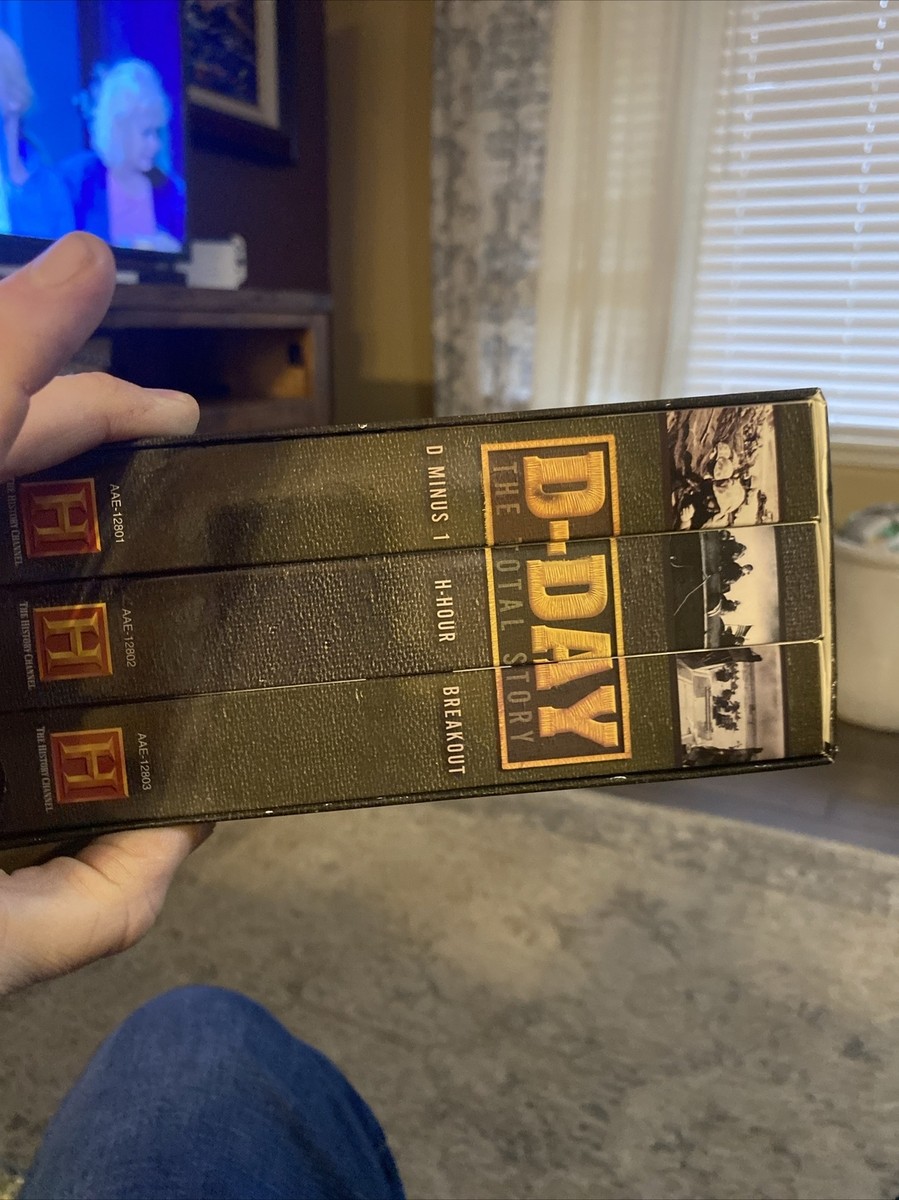 D-DAY
THE TOTAL STORY
D MINUS 1
H-HOUR
BREAKOUT
AAE-12801
AAE-12802
AAE-12803
H
THE HISTORY CHANNEL
H
THE HISTORY CHANNEL
H
THE HISTORY CHANNEL